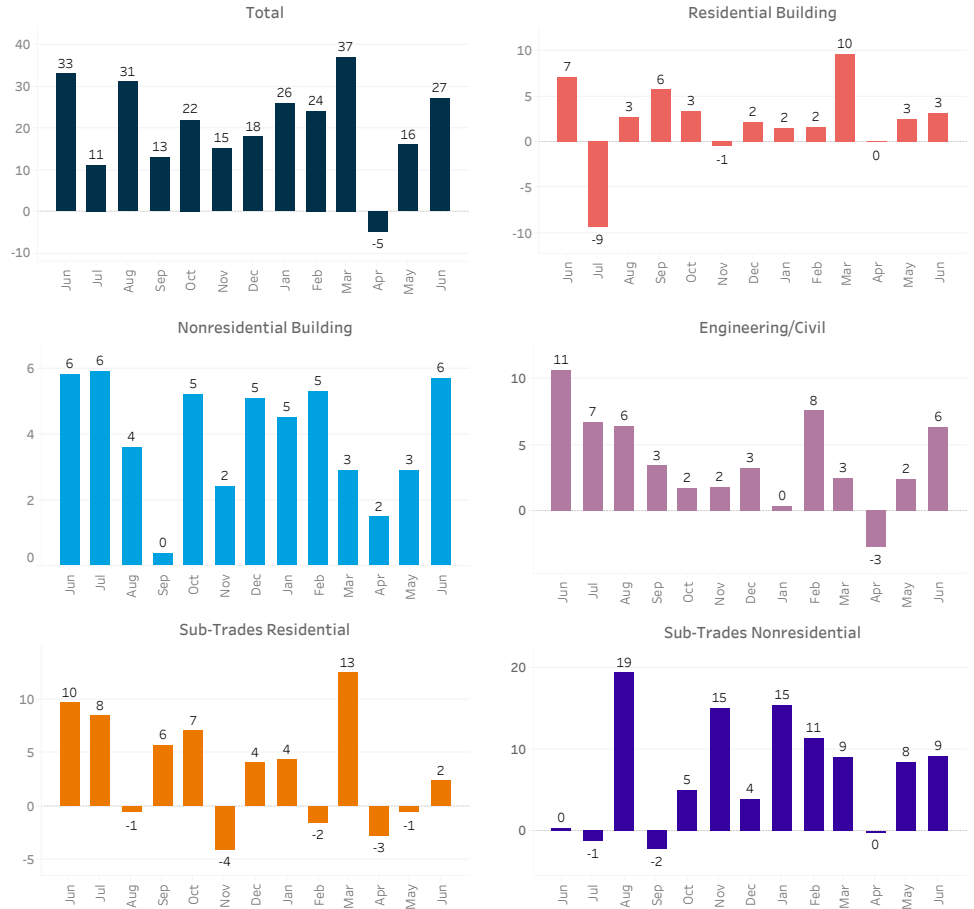 Total
40
30
20
10
0
-10
33
11
31
13
22
15
18
26
24
37
-5
16
27
Jun
Jul
Aug
Sep
Oct
Nov
Dec
Jan
Feb
Mar
Apr
May
Jun
Residential Building
10
5
0
-5
-10
7
-9
3
6
3
-1
2
2
2
10
0
3
3
Jun
Jul
Aug
Sep
Oct
Nov
Dec
Jan
Feb
Mar
Apr
May
Jun
Nonresidential Building
6
4
2
0
6
6
4
0
5
2
5
5
5
3
2
3
6
Jun
Jul
Aug
Sep
Oct
Nov
Dec
Jan
Feb
Mar
Apr
May
Jun
Engineering/Civil
10
5
0
11
7
6
3
2
2
3
0
8
3
-3
2
6
Jun
Jul
Aug
Sep
Oct
Nov
Dec
Jan
Feb
Mar
Apr
May
Jun
Sub-Trades Residential
10
5
0
-5
10
8
-1
6
7
-4
4
4
-2
13
-3
-1
2
Jun
Jul
Aug
Sep
Oct
Nov
Dec
Jan
Feb
Mar
Apr
May
Jun
Sub-Trades Nonresidential
20
10
0
0
-1
19
-2
5
15
4
15
11
9
0
8
9
Jun
Jul
Aug
Sep
Oct
Nov
Dec
Jan
Feb
Mar
Apr
May
Jun